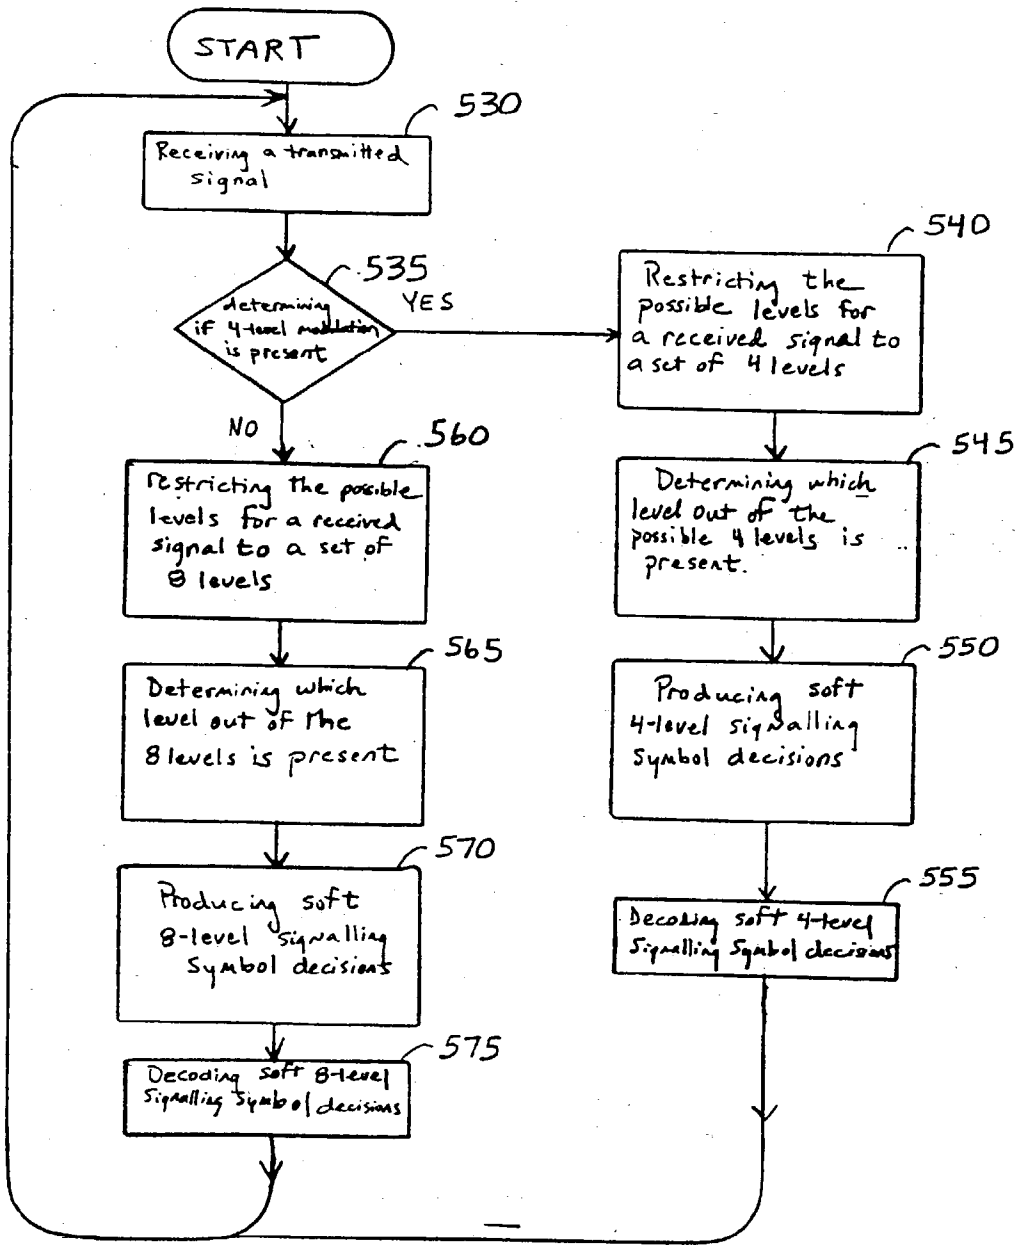 START
530
Receiving a transmitted
signal
535
determining
if 4-level modulation
is present
YES
NO
540
Restricting the
possible levels for
a received signal to
a set of 4 levels
545
Determining which
level out of the
possible 4 levels is
present.
550
Producing soft
4-level signalling
Symbol decisions
555
Decoding soft 4-level
Signalling Symbol decisions
560
restricting the possible
levels for a received
signal to a set of
8 levels
565
Determining which
level out of the
8 levels is present
570
Producing soft
8-level signalling
Symbol decisions
575
Decoding soft 8-level
Signalling Symbol decisions